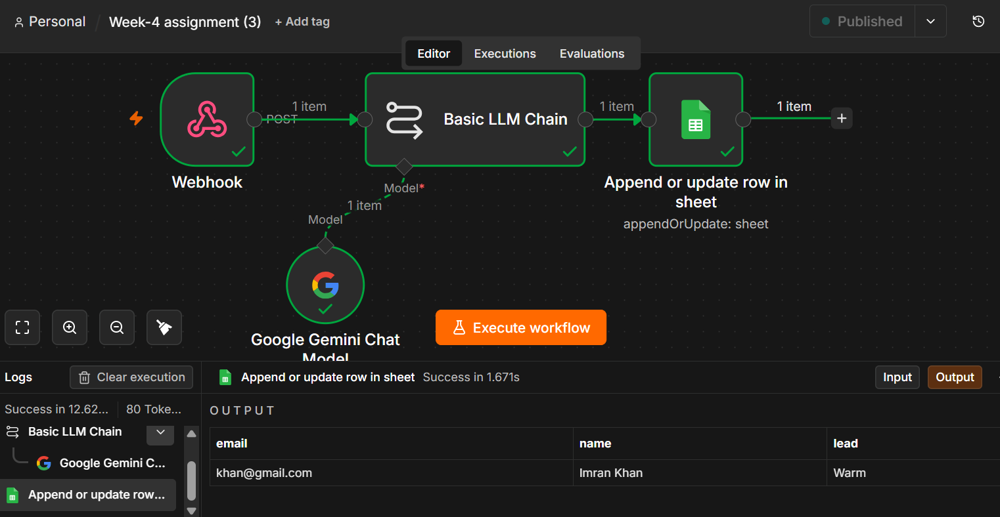 Personal / Week-4 assignment (3) + Add tag
Published
Editor Executions Evaluations
1 item
POST
Basic LLM Chain
1 item
1 item
Webhook
Model*
1 item
Model
Append or update row in
sheet
appendOrUpdate: sheet
Google Gemini Chat
Model
Execute workflow
Logs
Clear execution
Append or update row in sheet Success in 1.671s
Input
Output
Success in 12.62... 80 Toke...
OUTPUT
Basic LLM Chain
Google Gemini C...
Append or update row...
email name lead
khan@gmail.com Imran Khan Warm